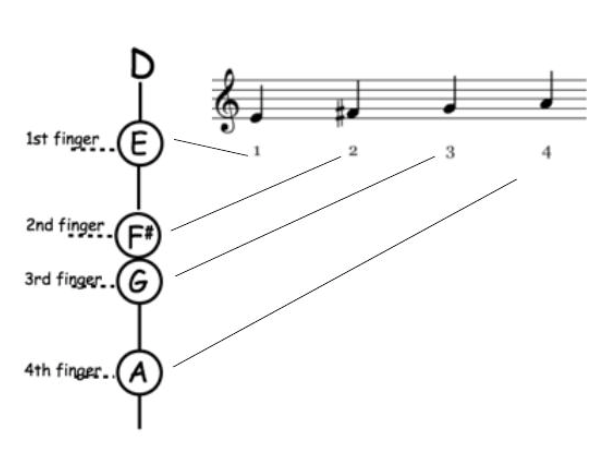 D
1st finger E
1 2 3 4
2nd finger F#
3rd finger G
4th finger A